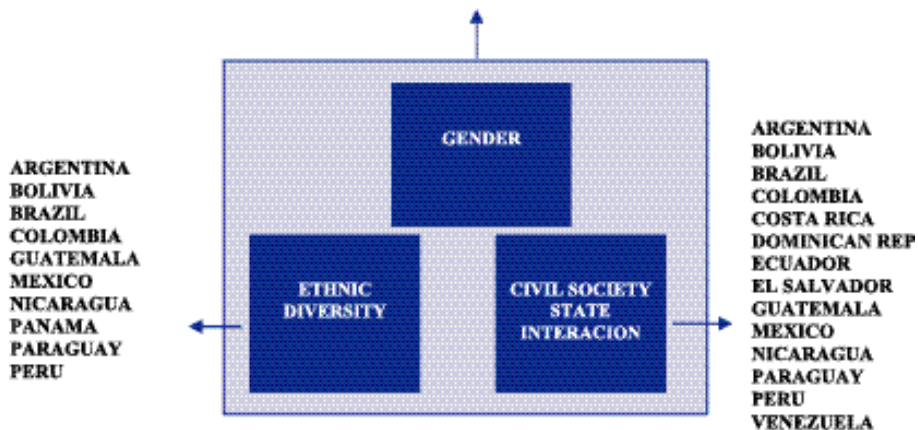 GENDER
ARGENTINA
BOLIVIA
BRAZIL
COLOMBIA
GUATEMALA
MEXICO
NICARAGUA
PANAMA
PARAGUAY
PERU
ETHNIC
DIVERSITY
CIVIL SOCIETY
STATE
INTERACION
ARGENTINA
BOLIVIA
BRAZIL
COLOMBIA
COSTA RICA
DOMINICAN REP
ECUADOR
EL SALVADOR
GUATEMALA
MEXICO
NICARAGUA
PARAGUAY
PERU
VENEZUELA